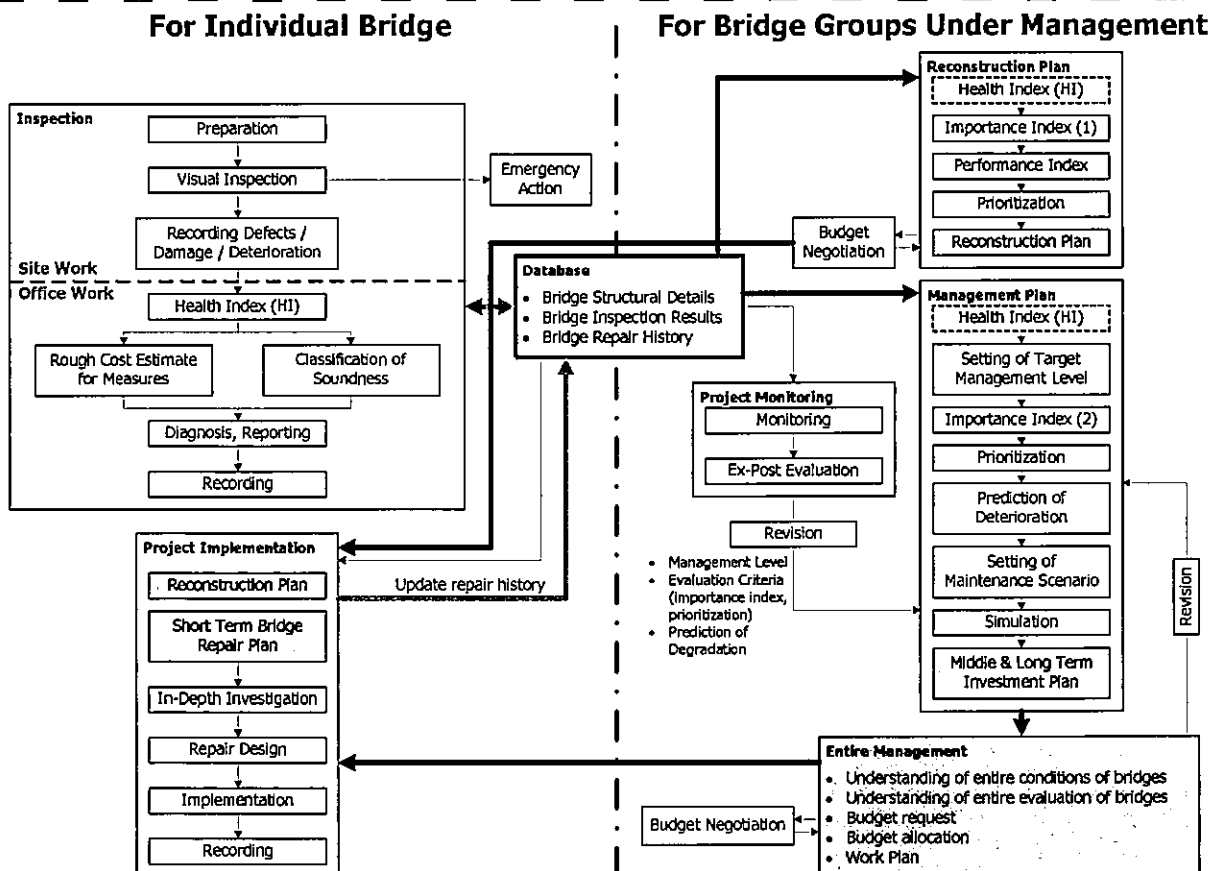 For Individual Bridge
For Bridge Groups Under Management
Inspection
Preparation
Visual Inspection
Emergency
Action
Recording Defects /
Damage / Deterioration
Site Work
Office Work
Health Index (HI)
Rough Cost Estimate
for Measures
Classification of
Soundness
Diagnosis, Reporting
Recording
Database
• Bridge Structural Details
• Bridge Inspection Results
• Bridge Repair History
Reconstruction Plan
Health Index (HI)
Importance Index (1)
Performance Index
Prioritization
Reconstruction Plan
Budget
Negotiation
Management Plan
Health Index (HI)
Setting of Target
Management Level
Importance Index (2)
Prioritization
Prediction of
Deterioration
Setting of
Maintenance Scenario
Simulation
Middle & Long Term
Investment Plan
Revision
Project Monitoring
Monitoring
Ex-Post Evaluation
Revision
• Management Level
• Evaluation Criteria
(Importance index,
prioritization)
• Prediction of
Degradation
Project Implementation
Reconstruction Plan
Short Term Bridge
Repair Plan
In-Depth Investigation
Repair Design
Implementation
Recording
Update repair history
Entire Management
• Understanding of entire conditions of bridges
• Understanding of entire evaluation of bridges
• Budget request
• Budget allocation
• Work Plan
Budget Negotiation